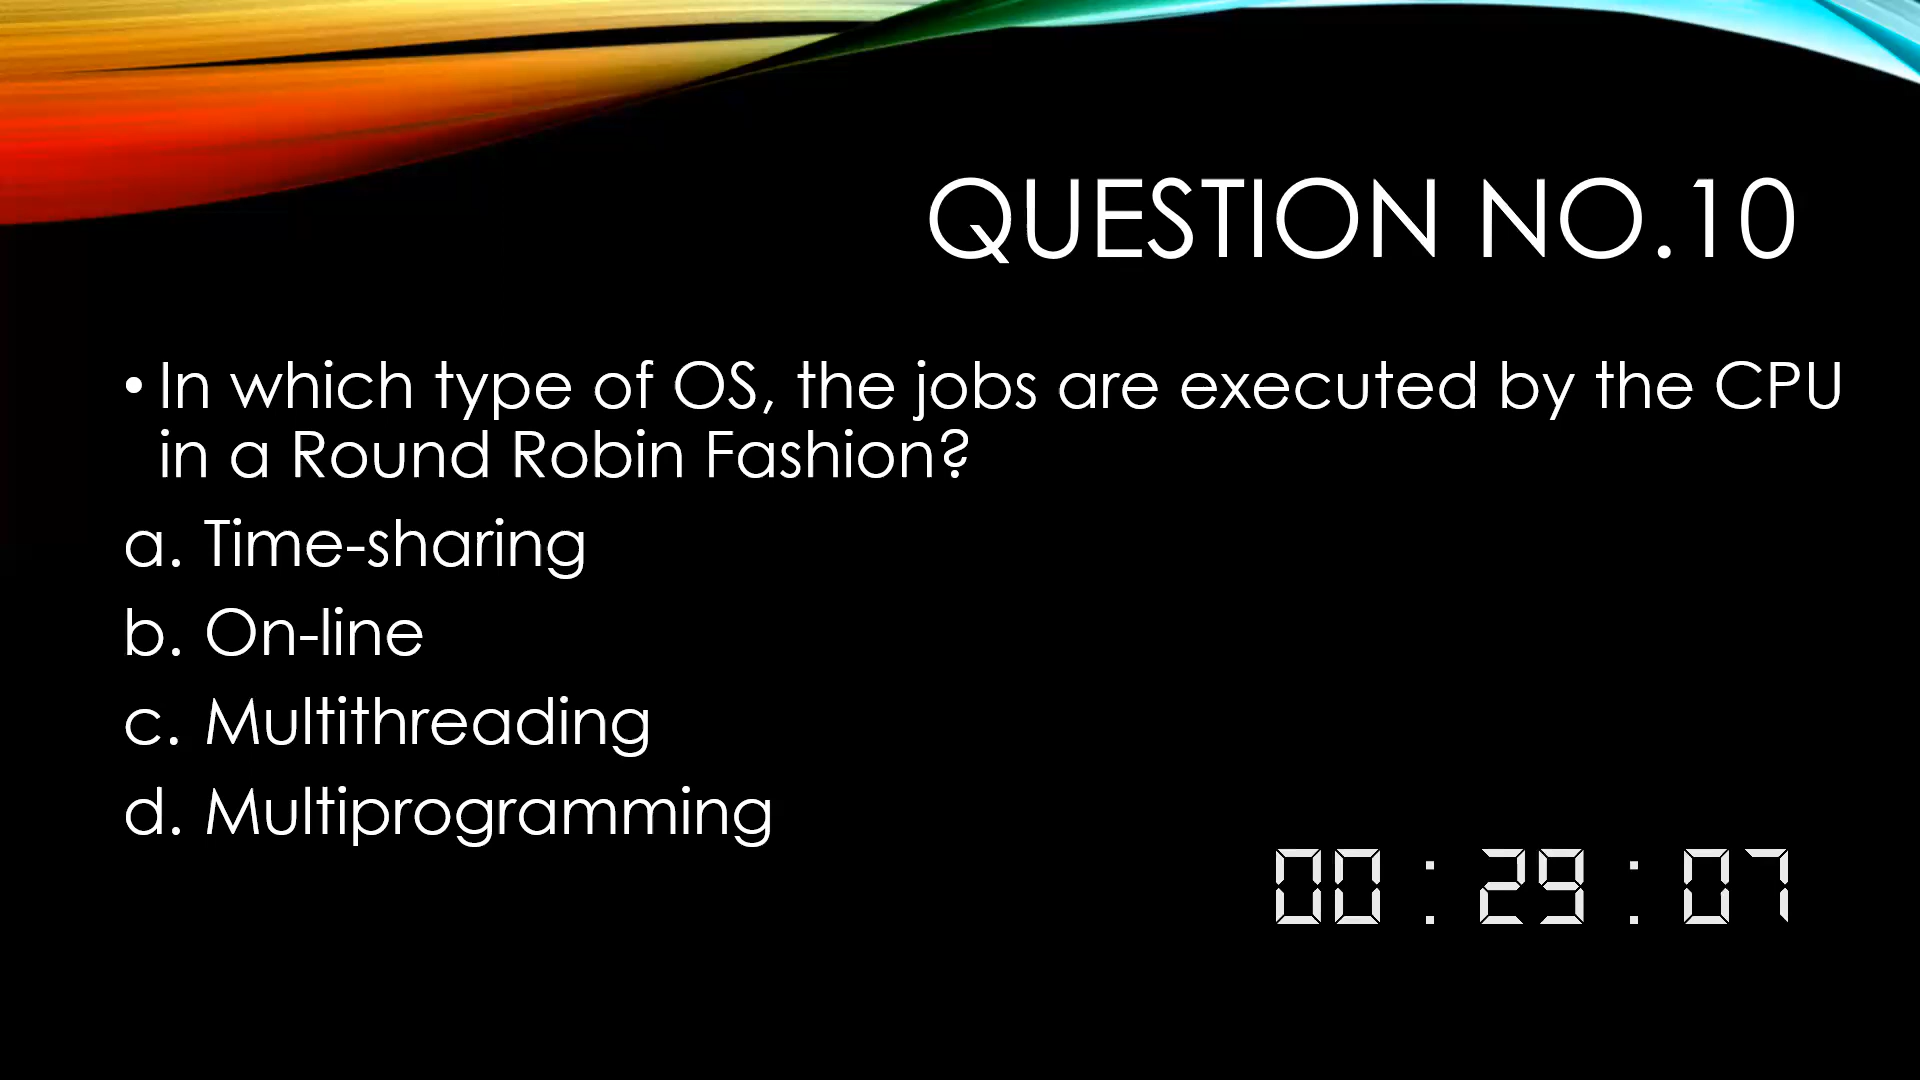 QUESTION NO.10
• In which type of OS, the jobs are executed by the CPU
in a Round Robin Fashion?
a. Time-sharing
b. On-line
c. Multithreading
d. Multiprogramming
00 : 29 : 07